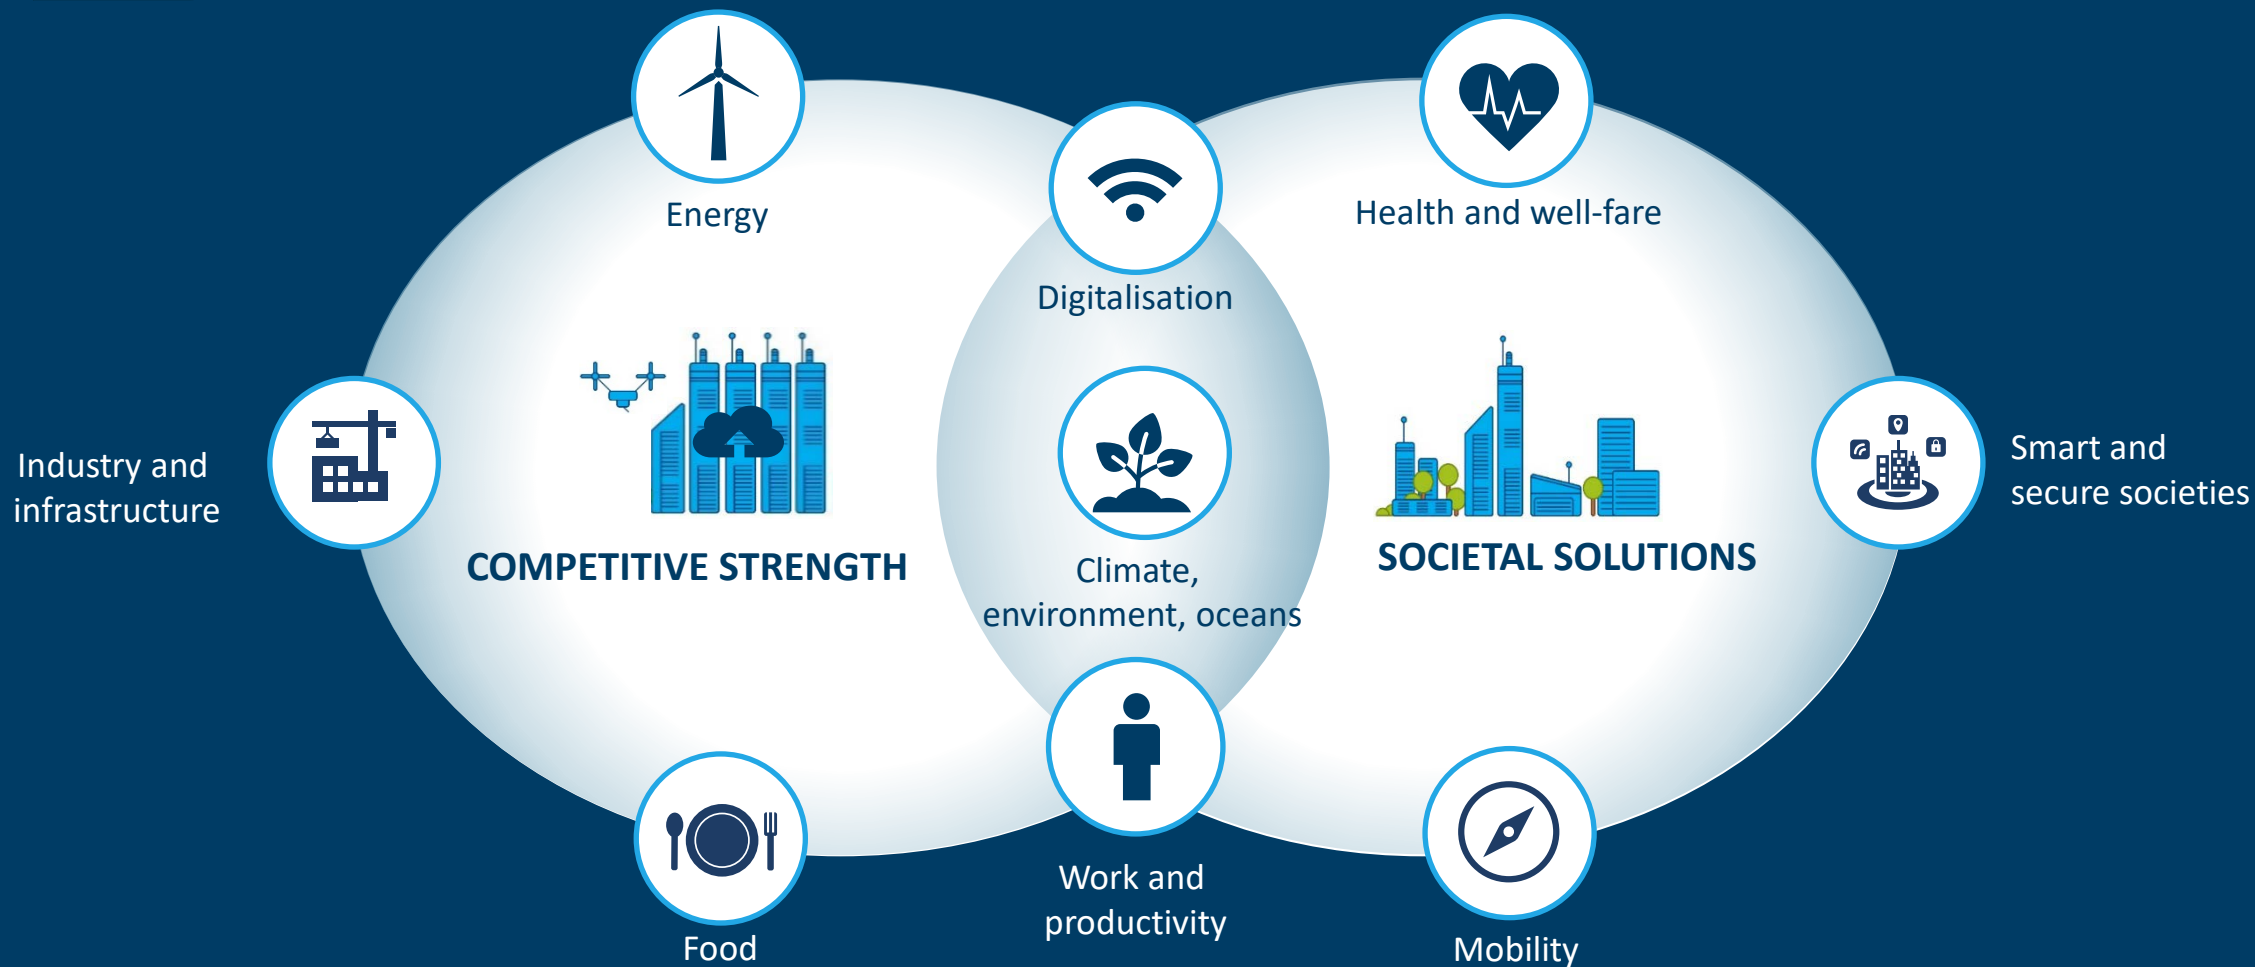 Energy
Health and well-fare
Digitalisation
Industry and
infrastructure
COMPETITIVE STRENGTH
Climate,
environment, oceans
SOCIETAL SOLUTIONS
Smart and
secure societies
Food
Work and
productivity
Mobility